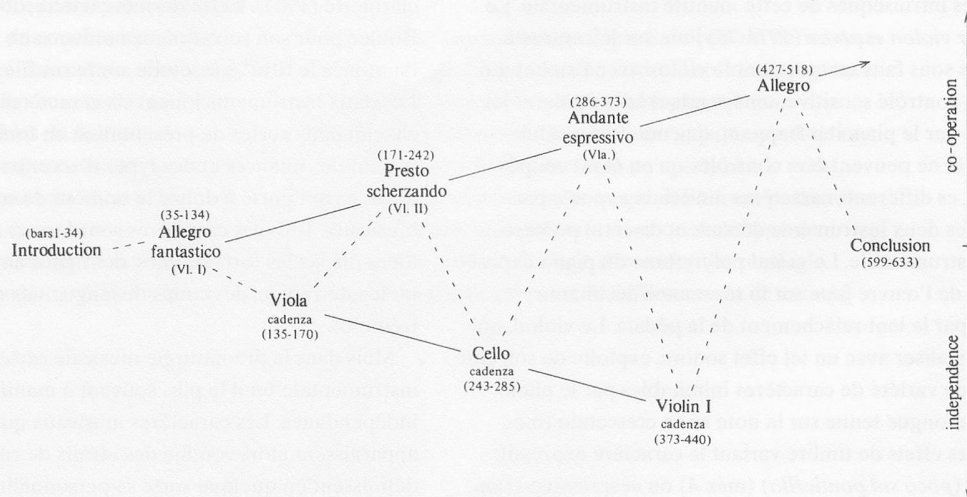 (bars1-34)
Introduction
(35-134)
Allegro
fantastico
(Vl. I)
Viola
cadenza
(135-170)
(171-242)
Presto
scherzando
(Vl. II)
Cello
cadenza
(243-285)
(286-373)
Andante
espressivo
(Vla.)
Violin I
cadenza
(373-440)
(427-518)
Allegro
Conclusion
(599-633)
co-operation
independence